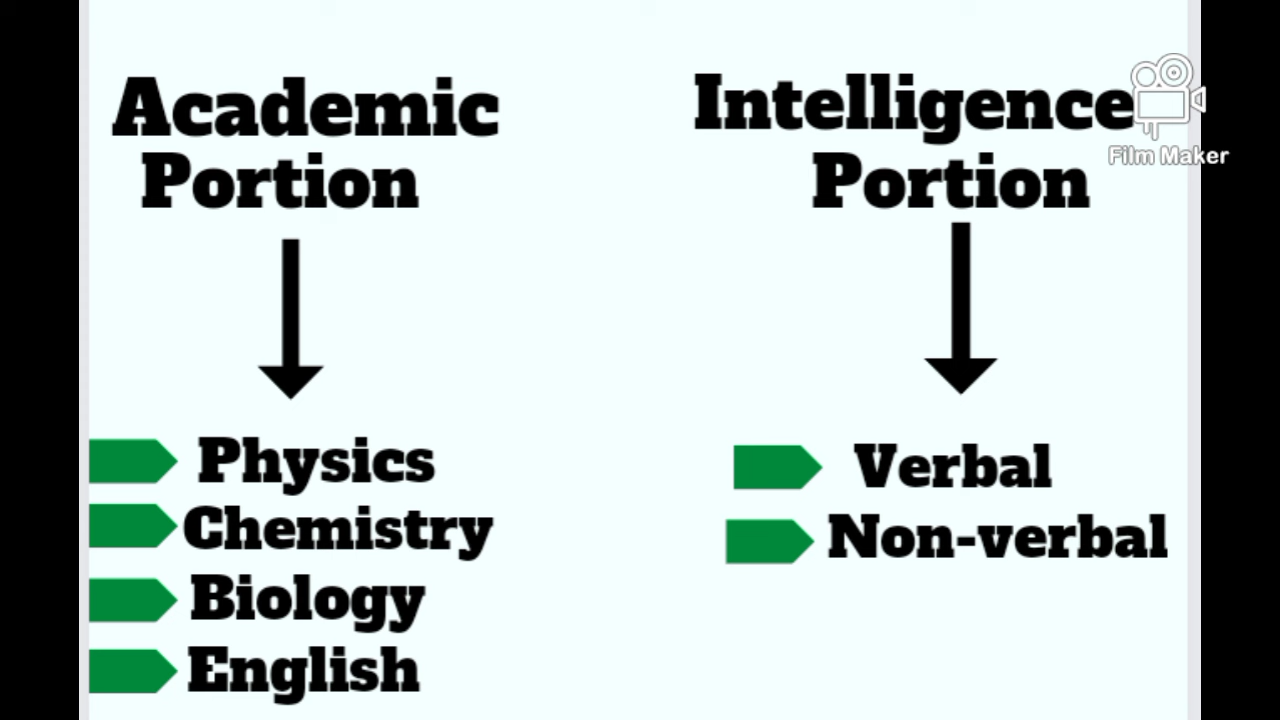 Academic
Portion
Physics
Chemistry
Biology
English
Intelligence
Portion
Verbal
Non-verbal
Film Maker